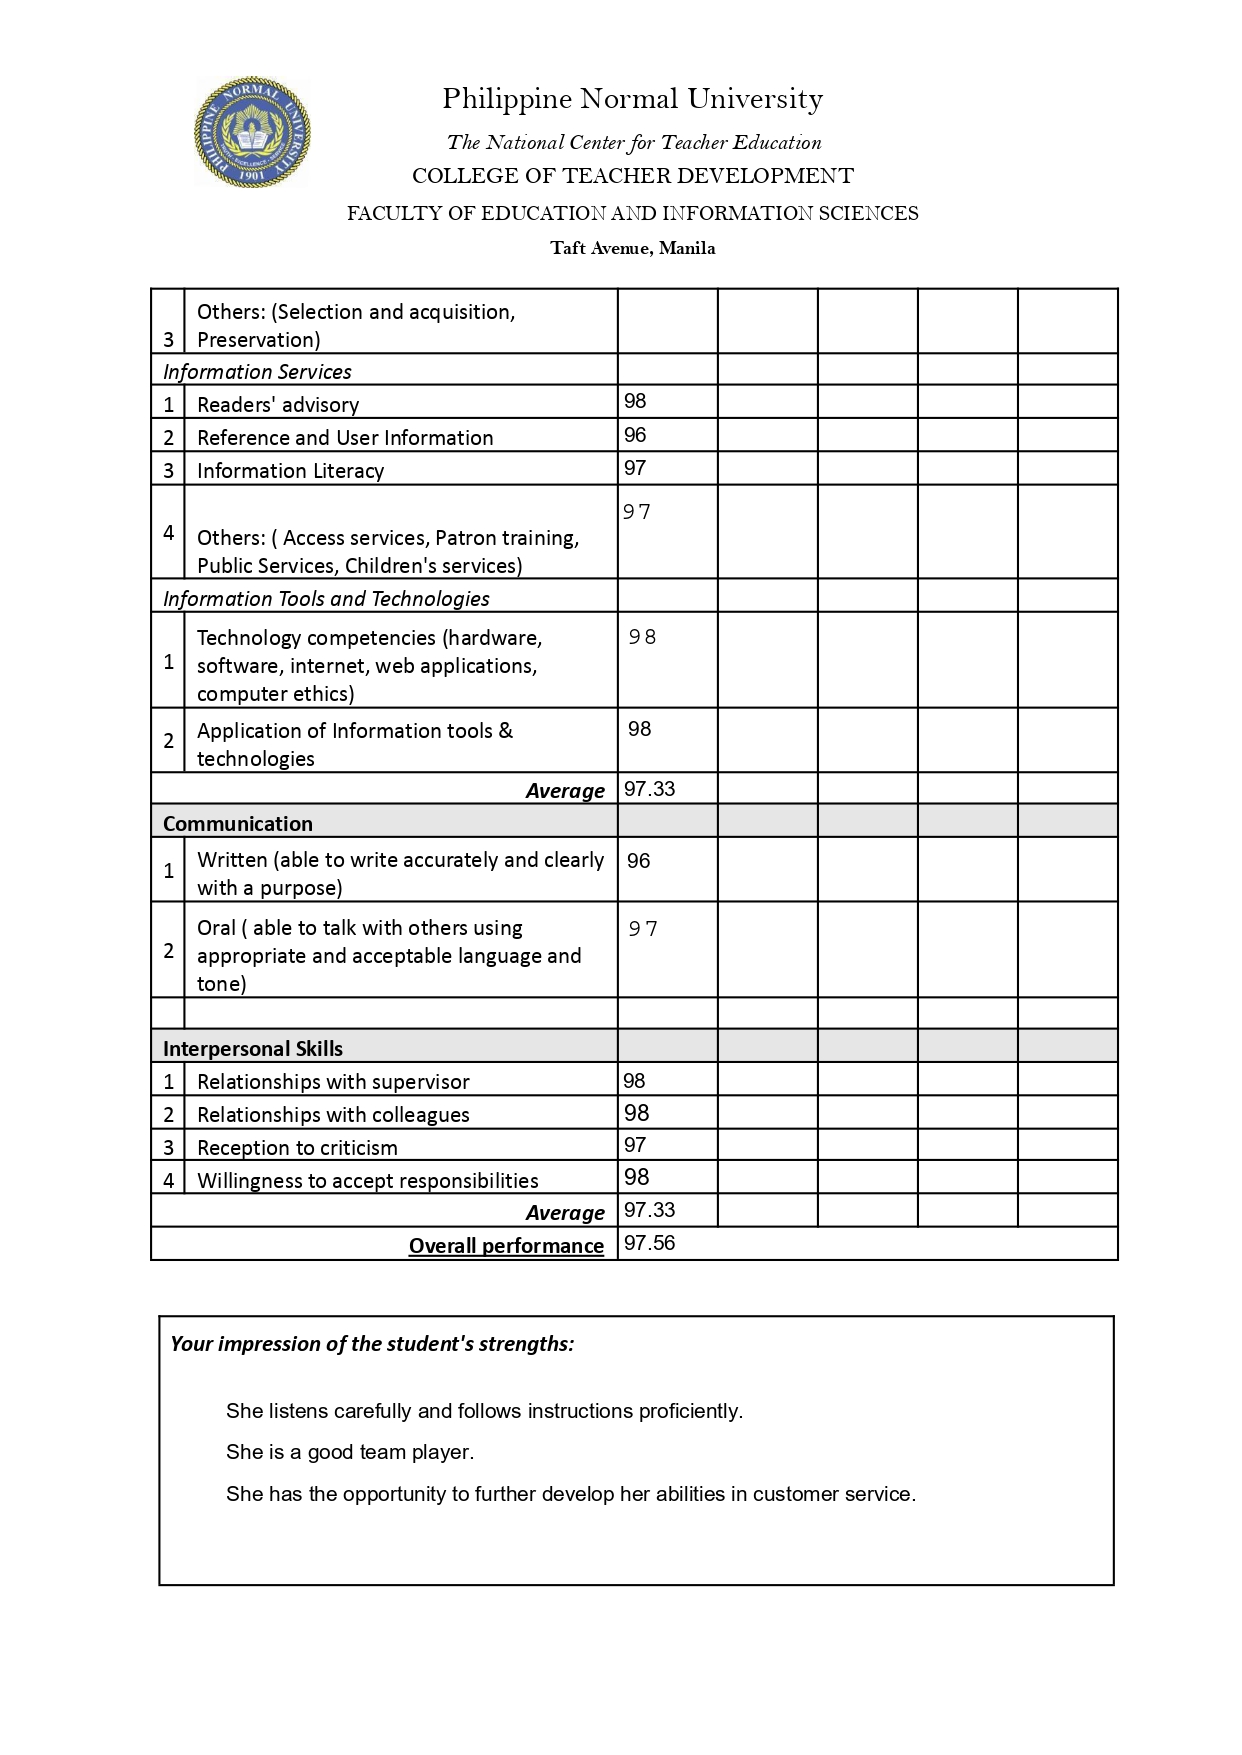 PHILIPPINE NORMAL UNIVERSITY
1901
Philippine Normal University
The National Center for Teacher Education
COLLEGE OF TEACHER DEVELOPMENT
FACULTY OF EDUCATION AND INFORMATION SCIENCES
Taft Avenue, Manila
Others: (Selection and acquisition,
3 Preservation)
Information Services
1 Readers' advisory 98
2 Reference and User Information 96
3 Information Literacy 97
97
4 Others: ( Access services, Patron training,
Public Services, Children's services)
Information Tools and Technologies
Technology competencies (hardware, 98
1 software, internet, web applications,
computer ethics)
2 Application of Information tools & 98
technologies
Average 97.33
Communication
1 Written (able to write accurately and clearly 96
with a purpose)
Oral ( able to talk with others using 97
2 appropriate and acceptable language and
tone)
Interpersonal Skills
1 Relationships with supervisor 98
2 Relationships with colleagues 98
3 Reception to criticism 97
4 Willingness to accept responsibilities 98
Average 97.33
Overall performance 97.56
Your impression of the student's strengths:
She listens carefully and follows instructions proficiently.
She is a good team player.
She has the opportunity to further develop her abilities in customer service.